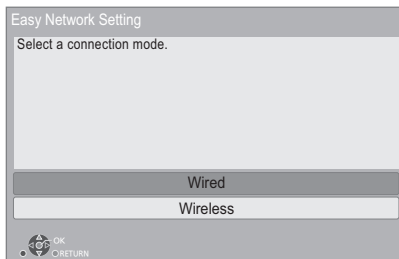 Easy Network Setting
Select a connection mode.
Wired
Wireless
OK
RETURN